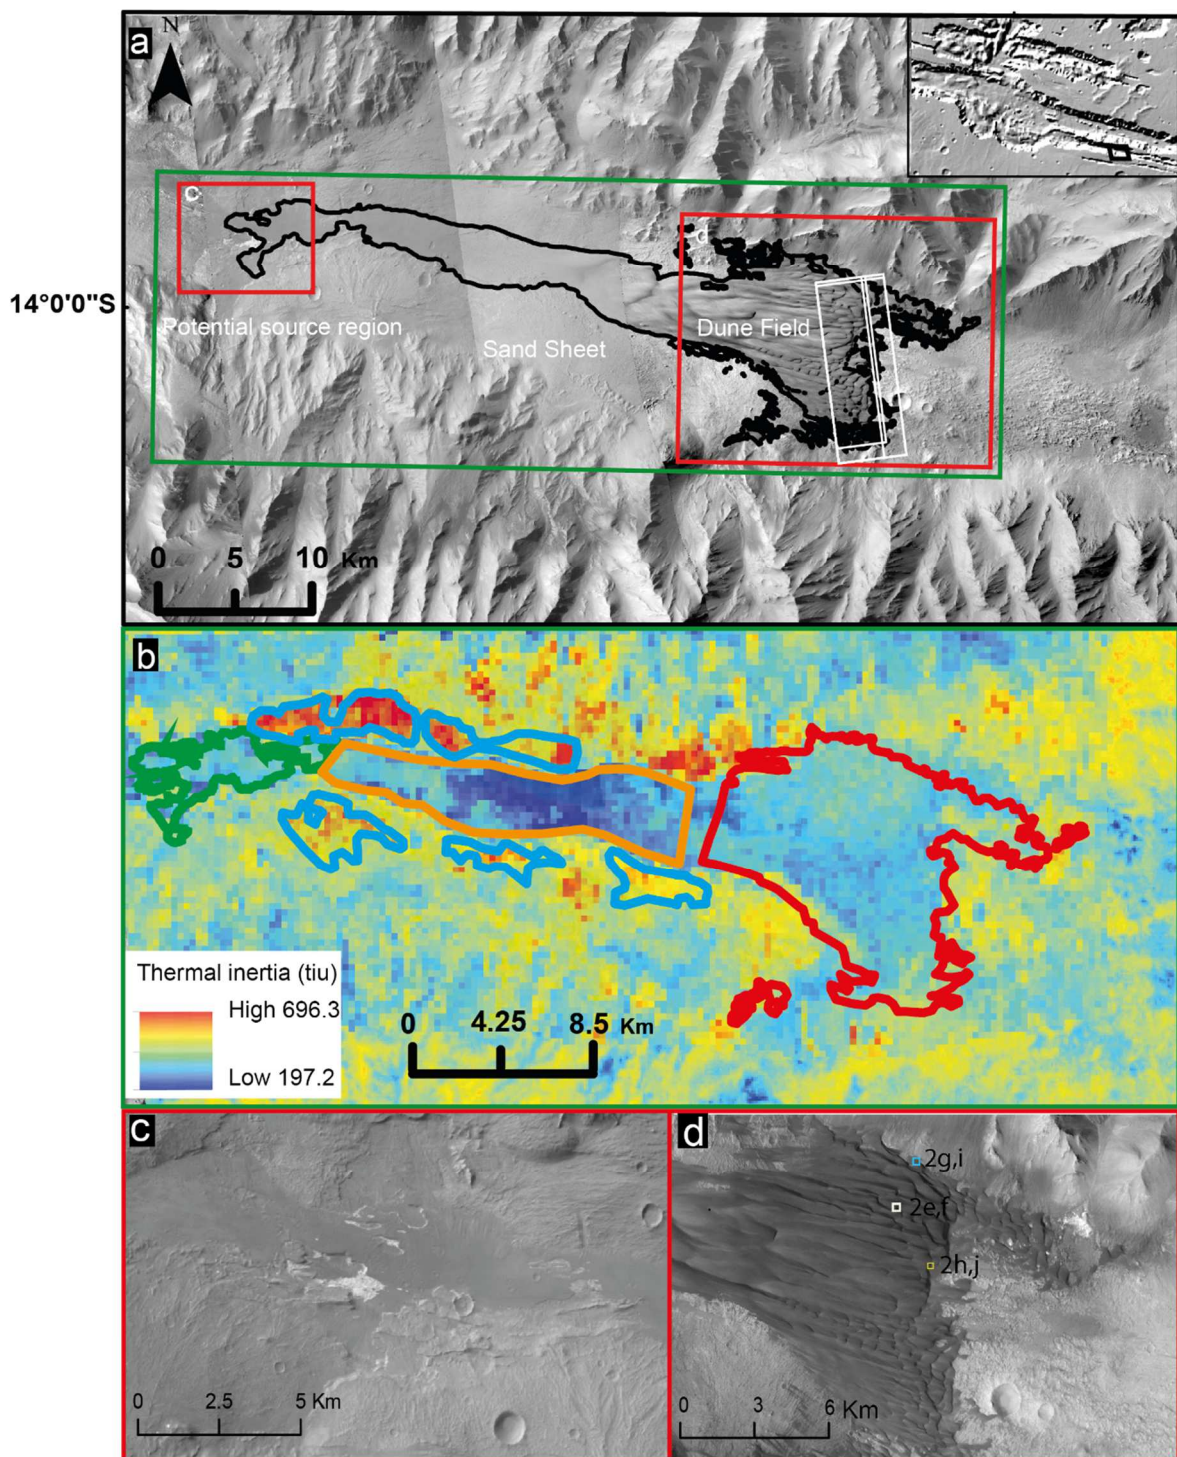 a
N
c
d
14°0'0"S
Potential source region
Sand Sheet
Dune Field
0 5 10 Km
b
Thermal inertia (tiu)
High 696.3
Low 197.2
0 4.25 8.5 Km
c
0 2.5 5 Km
d
2g,i
2e,f
2h,j
0 3 6 Km